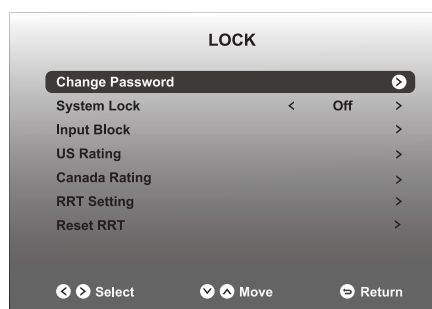 LOCK
Change Password >
System Lock < Off >
Input Block >
US Rating >
Canada Rating >
RRT Setting >
Reset RRT >
< > Select Move Return